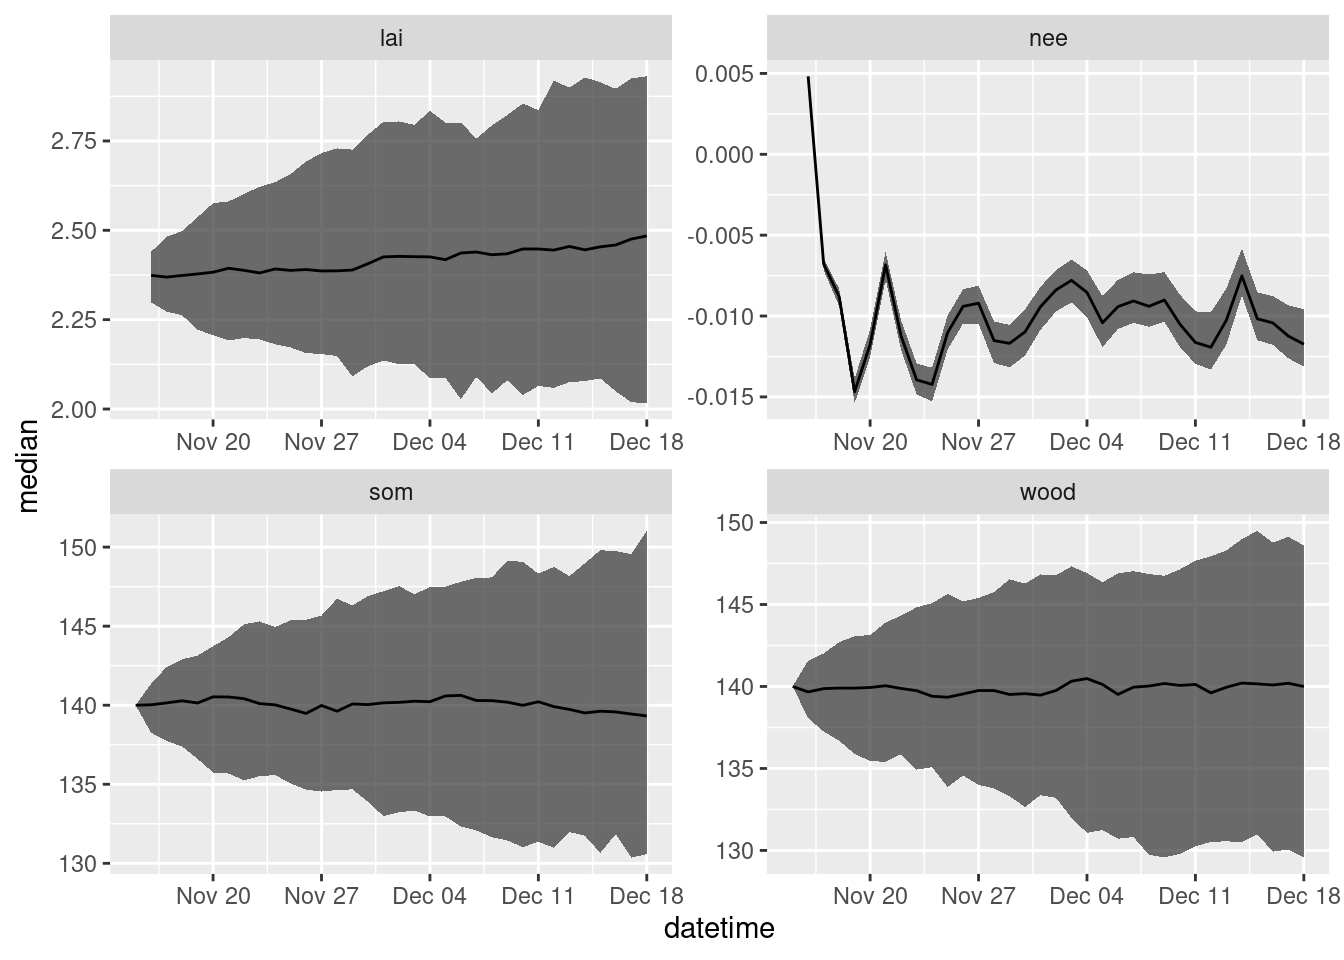 lai
2.75
2.50
2.25
2.00
Nov 20 Nov 27 Dec 04 Dec 11 Dec 18
nee
0.005
0.000
-0.005
-0.010
-0.015
Nov 20 Nov 27 Dec 04 Dec 11 Dec 18
median
som
150
145
140
135
130
Nov 20 Nov 27 Dec 04 Dec 11 Dec 18
wood
150
145
140
135
130
Nov 20 Nov 27 Dec 04 Dec 11 Dec 18
datetime